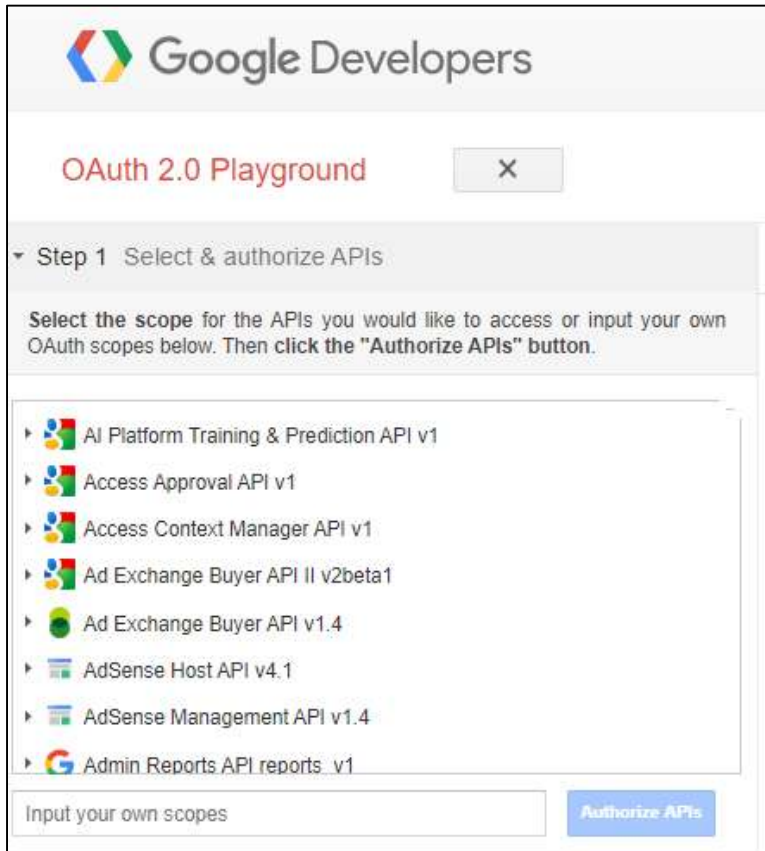 Google Developers
OAuth 2.0 Playground
Step 1 Select & authorize APIs
Select the scope for the APIs you would like to access or input your own
OAuth scopes below. Then click the "Authorize APIs" button.
AI Platform Training & Prediction API v1
Access Approval API v1
Access Context Manager API v1
Ad Exchange Buyer API II v2beta1
Ad Exchange Buyer API v1.4
AdSense Host API v4.1
AdSense Management API v1.4
Admin Reports API reports_v1
Input your own scopes
Authorize APIs